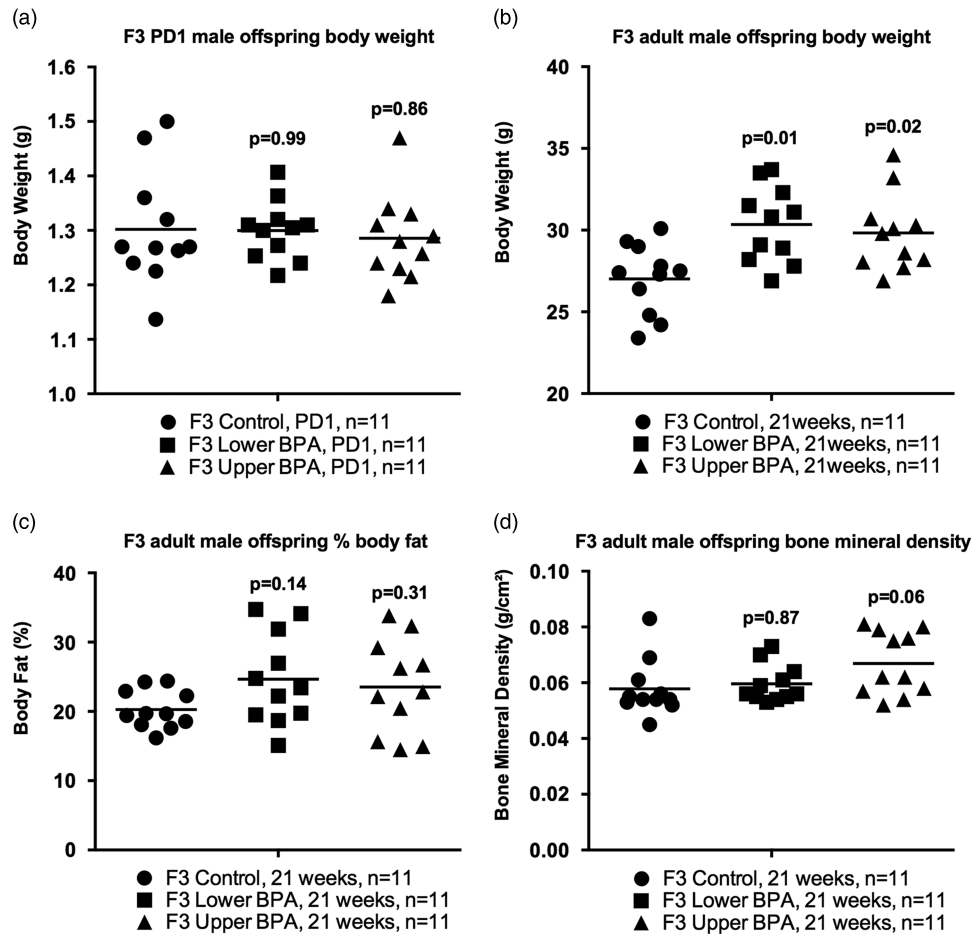 (a)
F3 PD1 male offspring body weight
Body Weight (g)
1.6
1.5
1.4
1.3
1.2
1.1
1.0
p=0.99
p=0.86
F3 Control, PD1, n=11
F3 Lower BPA, PD1, n=11
F3 Upper BPA, PD1, n=11
(b)
F3 adult male offspring body weight
Body Weight (g)
40
35
30
25
20
p=0.01
p=0.02
F3 Control, 21weeks, n=11
F3 Lower BPA, 21weeks, n=11
F3 Upper BPA, 21weeks, n=11
(c)
F3 adult male offspring % body fat
Body Fat (%)
40
30
20
10
0
p=0.14
p=0.31
F3 Control, 21 weeks, n=11
F3 Lower BPA, 21 weeks, n=11
F3 Upper BPA, 21 weeks, n=11
(d)
F3 adult male offspring bone mineral density
Bone Mineral Density (g/cm²)
0.10
0.08
0.06
0.04
0.02
0.00
p=0.87
p=0.06
F3 Control, 21 weeks, n=11
F3 Lower BPA, 21 weeks, n=11
F3 Upper BPA, 21 weeks, n=11